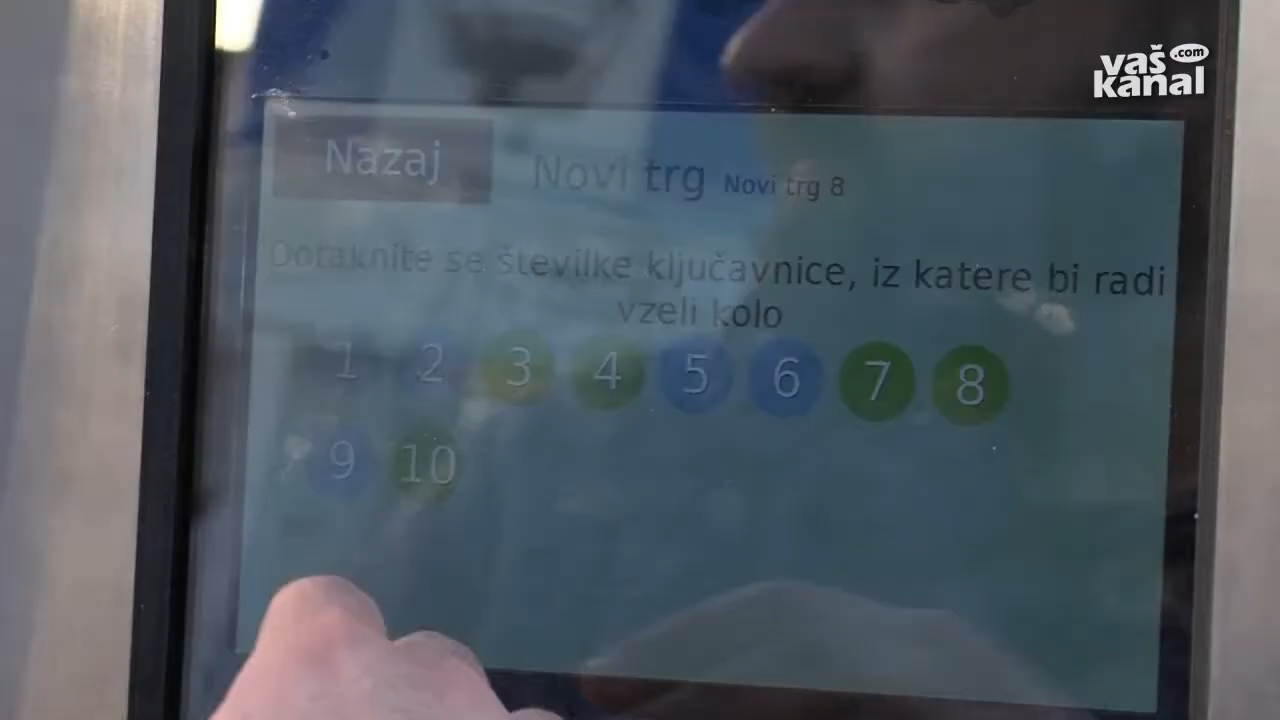 vaš .com
kanal
Nazaj
Novi trg Novi trg 8
Dotaknite se številke ključavnice, iz katere bi radi
vzeli kolo
1 2 3 4 5 6 7 8
9 10